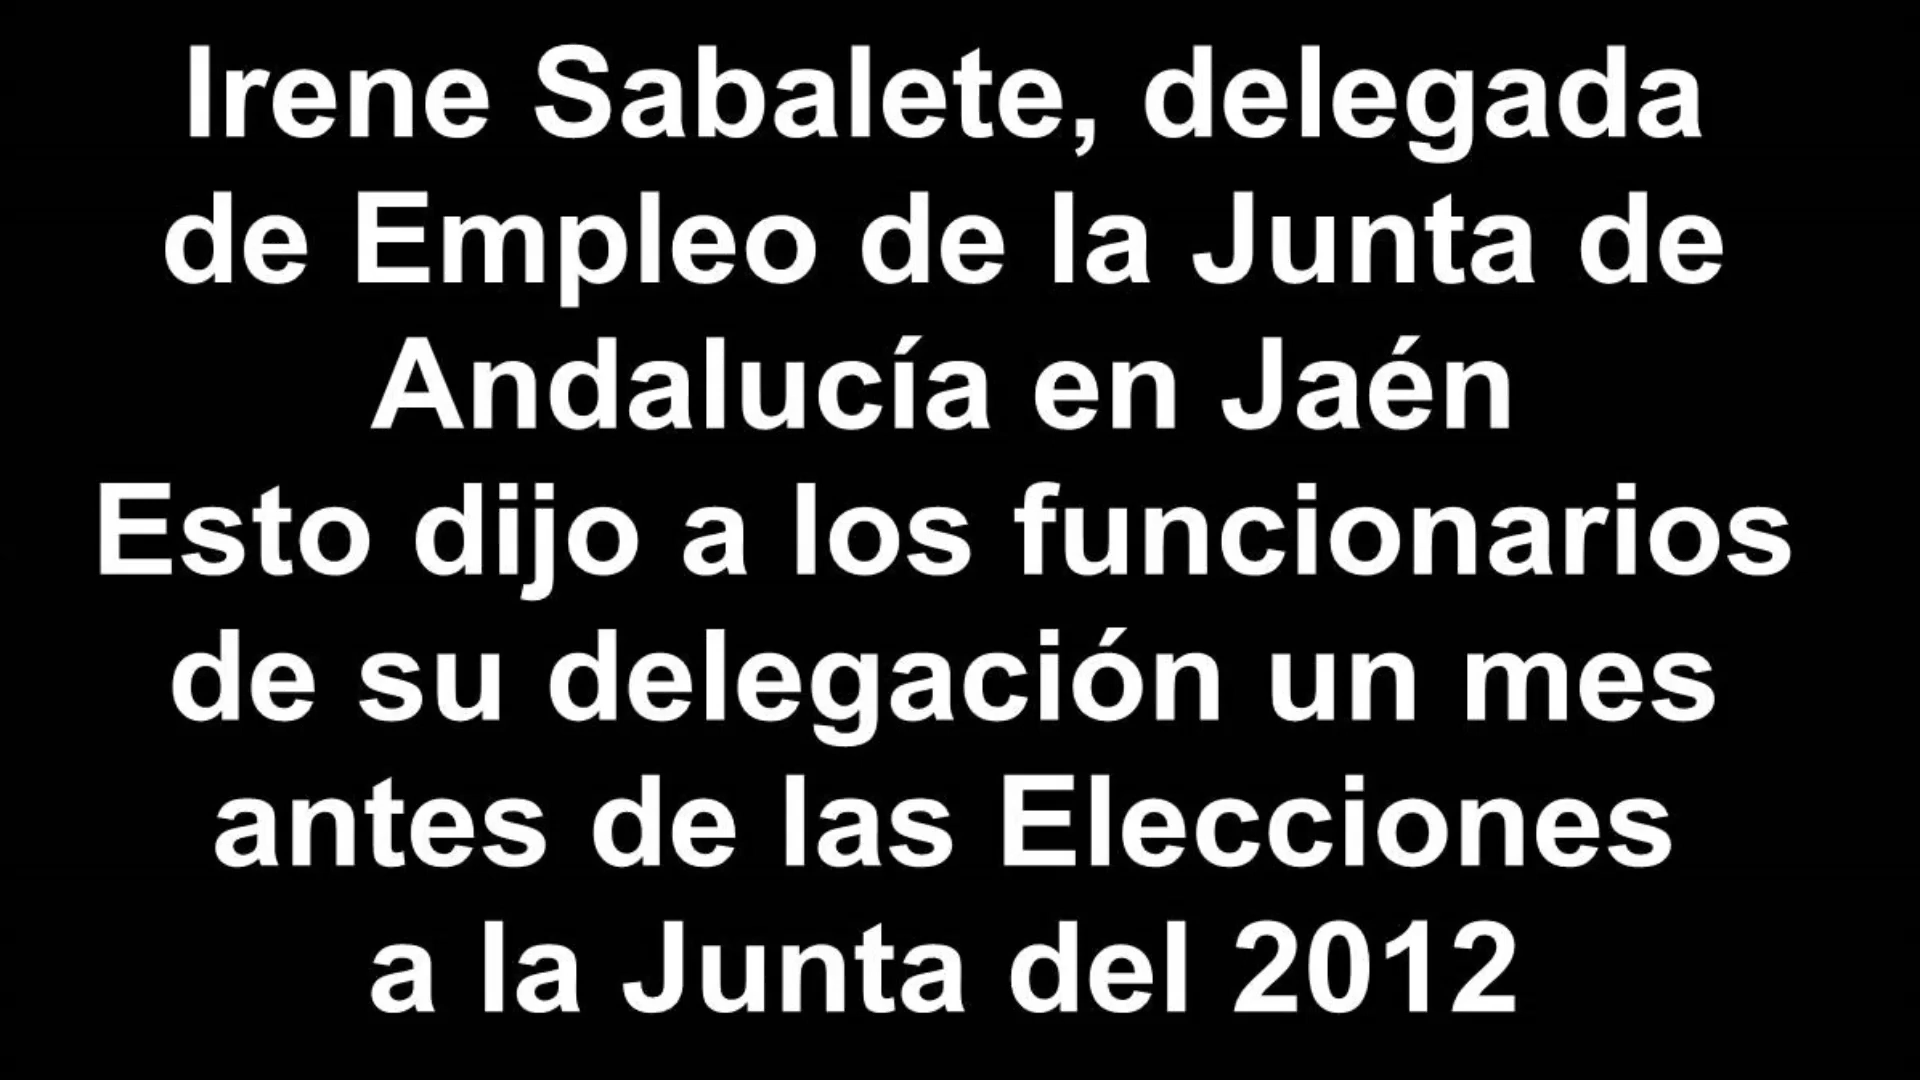 Irene Sabalete, delegada
de Empleo de la Junta de
Andalucía en Jaén
Esto dijo a los funcionarios
de su delegación un mes
antes de las Elecciones
a la Junta del 2012